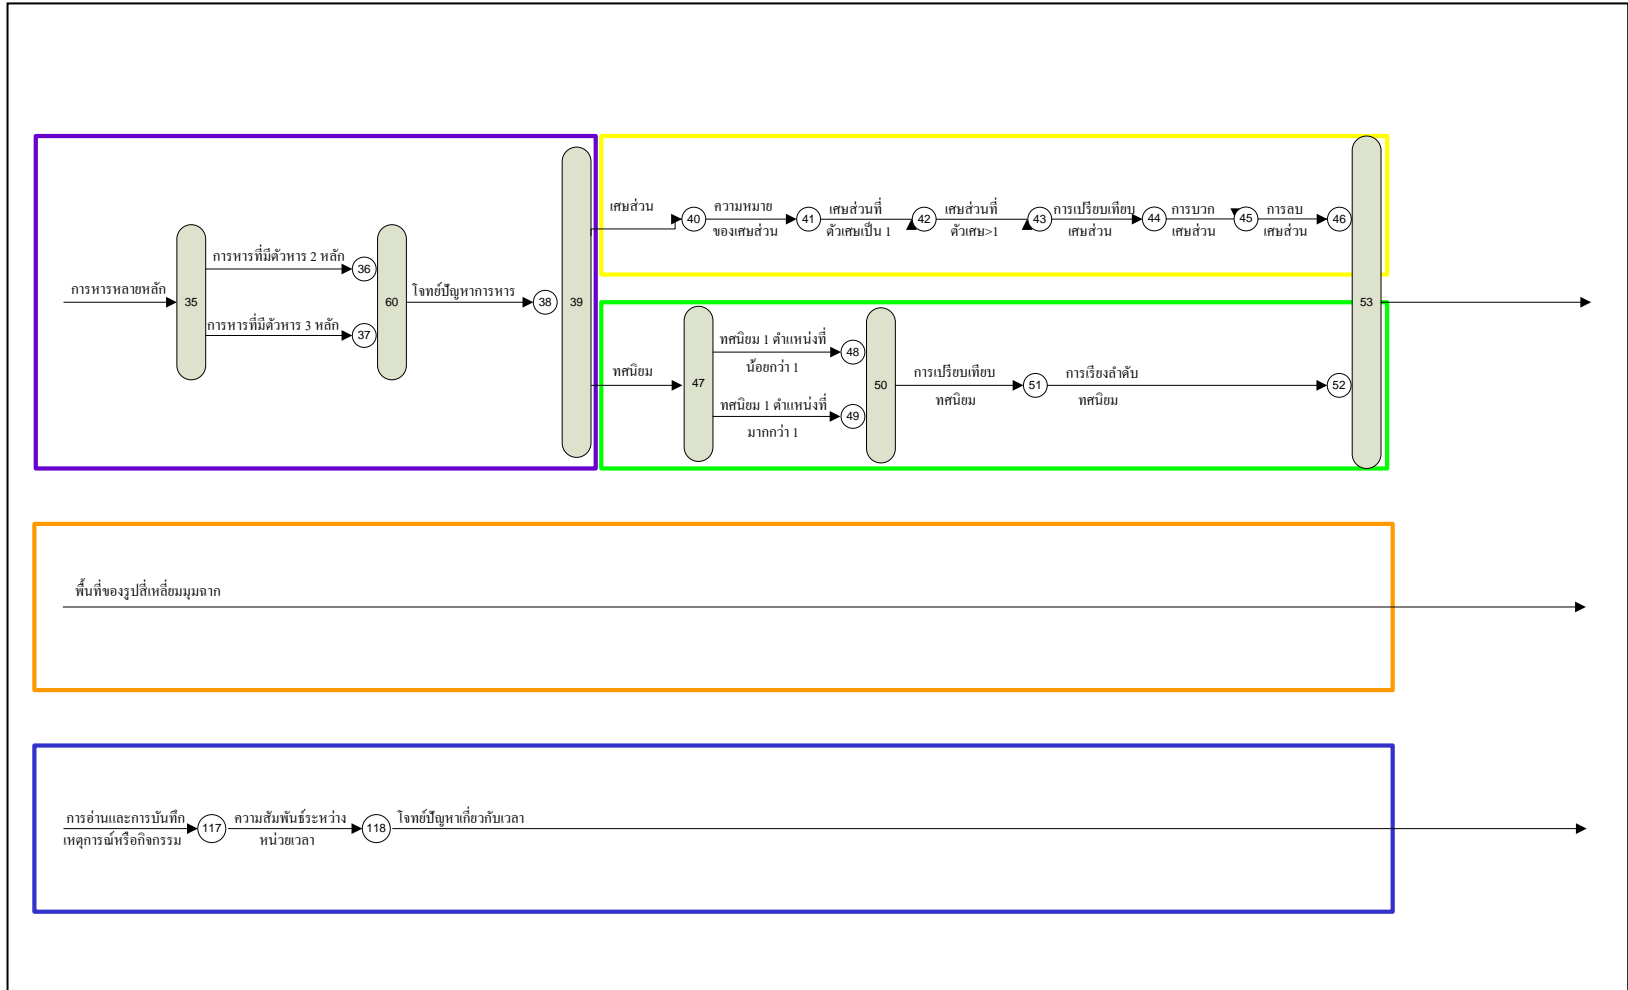 การหารหลายหลัก
35
การหารที่มีตัวหาร 2 หลัก
36
การหารที่มีตัวหาร 3 หลัก
37
60
โจทย์ปัญหาการหาร
38
39
เศษส่วน
40
ความหมาย
ของเศษส่วน
41
เศษส่วนที่
ตัวเศษเป็น 1
42
เศษส่วนที่
ตัวเศษ>1
43
การเปรียบเทียบ
เศษส่วน
44
การบวก
เศษส่วน
45
การลบ
เศษส่วน
46
53
ทศนิยม
47
ทศนิยม 1 ตำแหน่งที่
น้อยกว่า 1
48
ทศนิยม 1 ตำแหน่งที่
มากกว่า 1
49
50
การเปรียบเทียบ
ทศนิยม
51
การเรียงลำดับ
ทศนิยม
52
พื้นที่ของรูปสี่เหลี่ยมมุมฉาก
การอ่านและการบันทึก
เหตุการณ์หรือกิจกรรม
117
ความสัมพันธ์ระหว่าง
หน่วยเวลา
118
โจทย์ปัญหาเกี่ยวกับเวลา